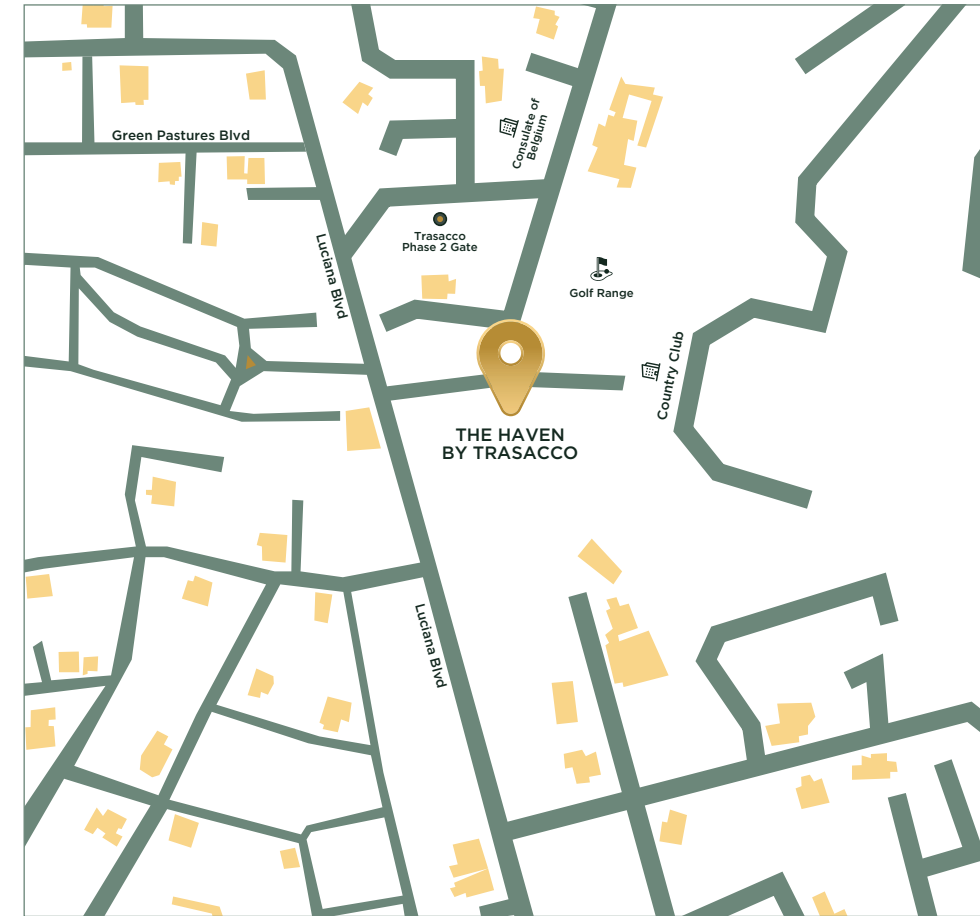 Green Pastures Blvd
Consulate of
Belgium
Trasacco
Phase 2 Gate
Luciana Blvd
Golf Range
Country Club
THE HAVEN
BY TRASACCO
Luciana Blvd